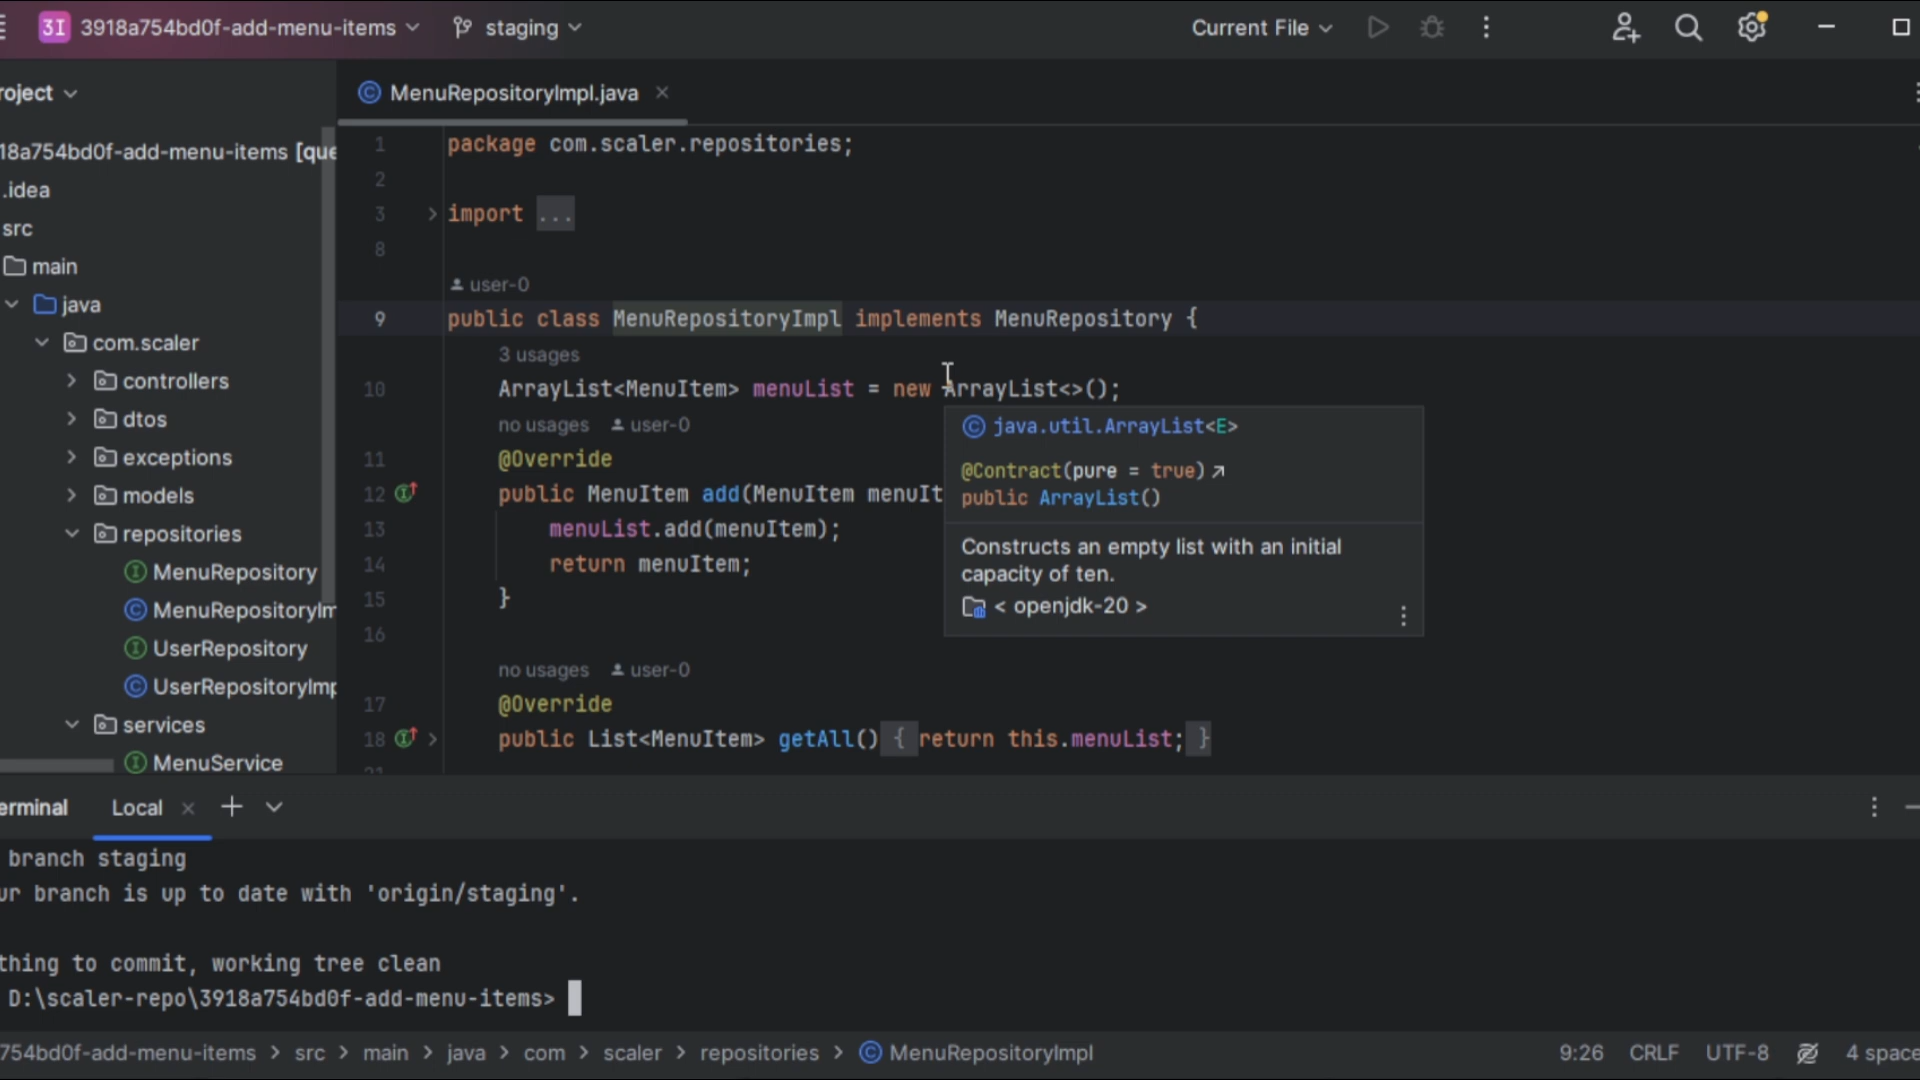 3I 3918a754bd0f-add-menu-items staging Current File
roject
MenuRepositoryImpl.java
18a754bd0f-add-menu-items [que
.idea
src
main
java
com.scaler
controllers
dtos
exceptions
models
repositories
MenuRepository
MenuRepositoryIm
UserRepository
UserRepositoryImp
services
MenuService
1 package com.scaler.repositories;
2
3 import ...
8
user-0
9 public class MenuRepositoryImpl implements MenuRepository {
3 usages
10 ArrayList<MenuItem> menuList = new ArrayList<>();
no usages user-0
11 @Override
12 public MenuItem add(MenuItem menuIt
13 menuList.add(menuItem);
14 return menuItem;
15 }
16
no usages user-0
17 @Override
18 public List<MenuItem> getAll() { return this.menuList; }
21
java.util.ArrayList<E>
@Contract(pure = true)
public ArrayList()
Constructs an empty list with an initial
capacity of ten.
< openjdk-20 >
erminal Local
branch staging
ur branch is up to date with 'origin/staging'.
thing to commit, working tree clean
D:\scaler-repo\3918a754bd0f-add-menu-items>
754bd0f-add-menu-items > src > main > java > com > scaler > repositories > MenuRepositoryImpl
9:26 CRLF UTF-8 4 space